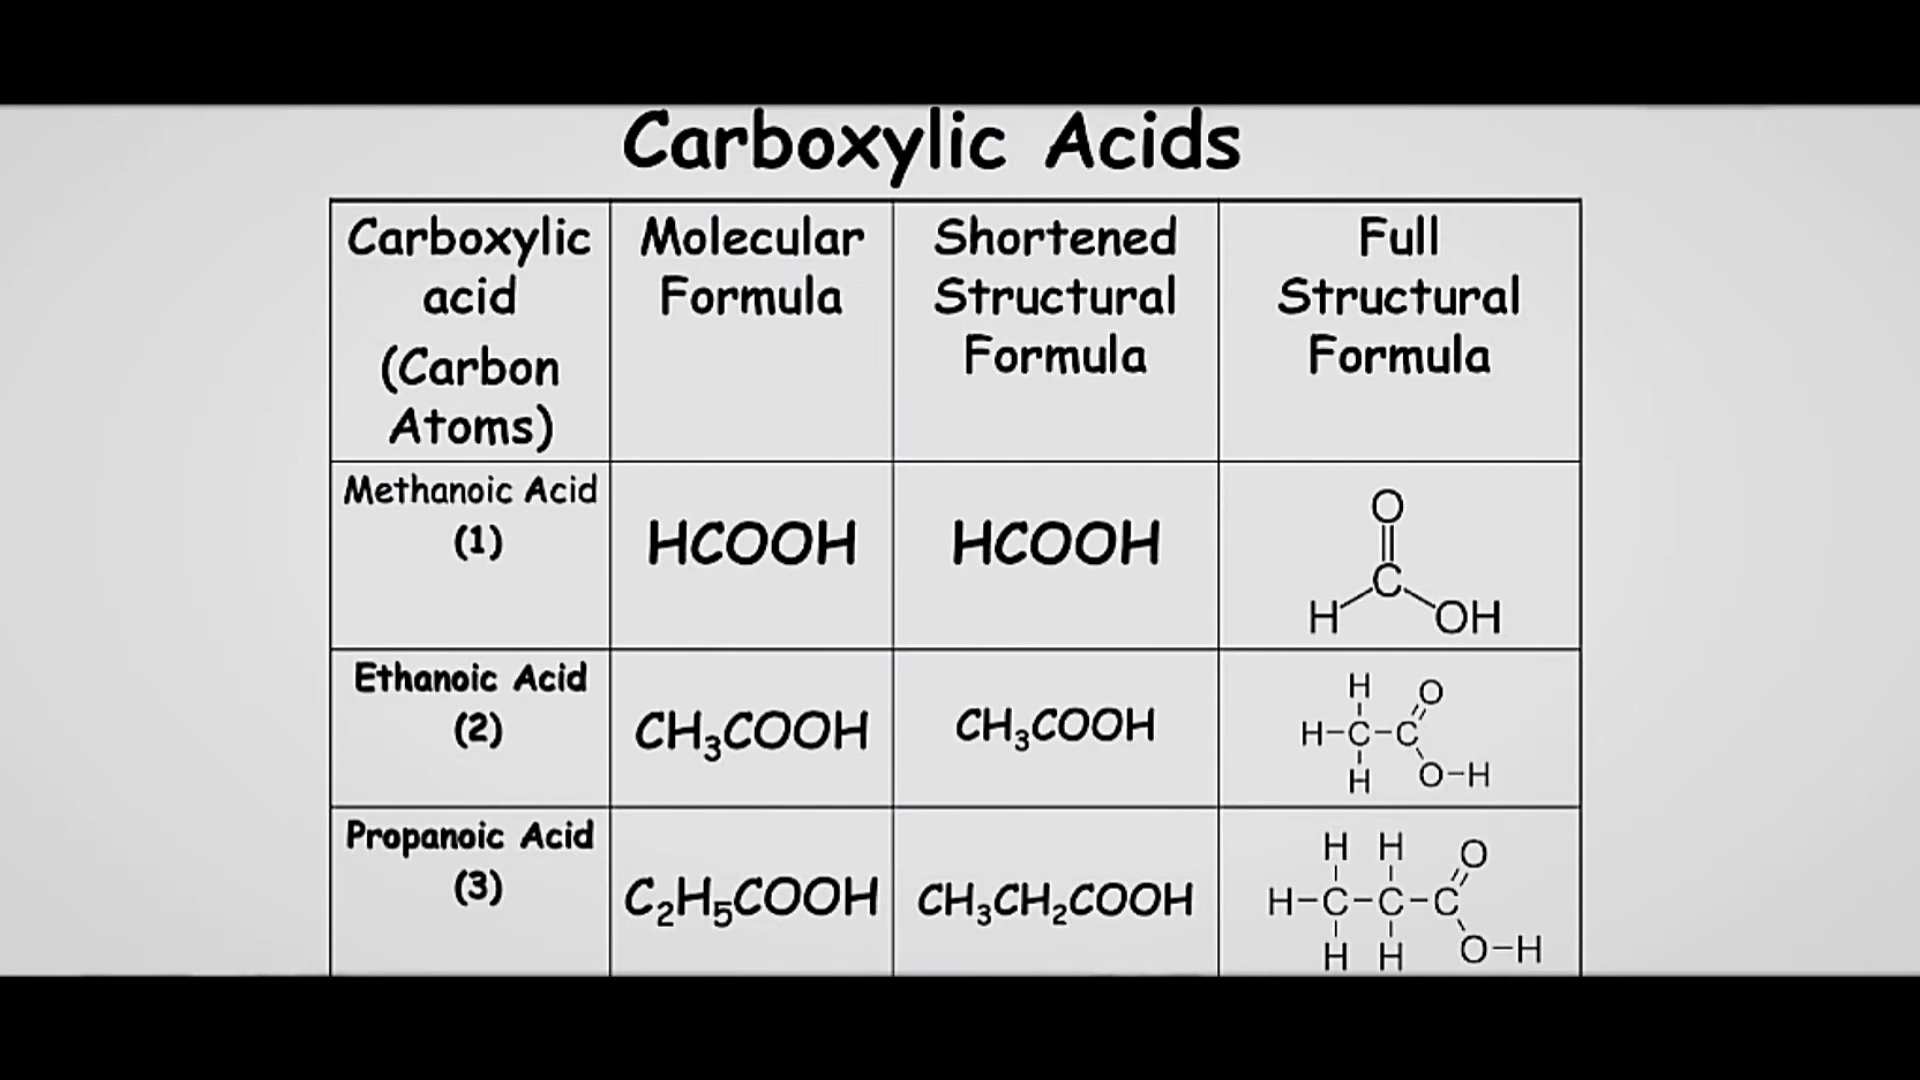 Carboxylic Acids
Carboxylic
acid
(Carbon
Atoms)
Molecular
Formula
Shortened
Structural
Formula
Full
Structural
Formula
Methanoic Acid
(1)
HCOOH
HCOOH
O
C
H OH
Ethanoic Acid
(2)
CH₃COOH
CH₃COOH
H O
H-C-C
H O-H
Propanoic Acid
(3)
C₂H₅COOH
CH₃CH₂COOH
H H O
H-C-C-C
H H O-H